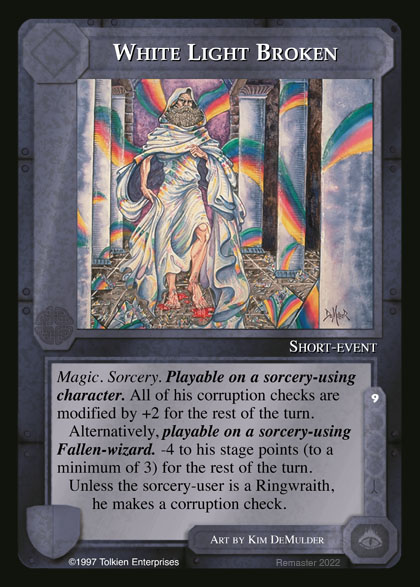 White Light Broken
DeMulder
Short-event
Magic. Sorcery. Playable on a sorcery-using
character. All of his corruption checks are
modified by +2 for the rest of the turn.
Alternatively, playable on a sorcery-using
Fallen-wizard. -4 to his stage points (to a
minimum of 3) for the rest of the turn.
Unless the sorcery-user is a Ringwraith,
he makes a corruption check.
9
Art by Kim DeMulder
©1997 Tolkien Enterprises
Remaster 2022